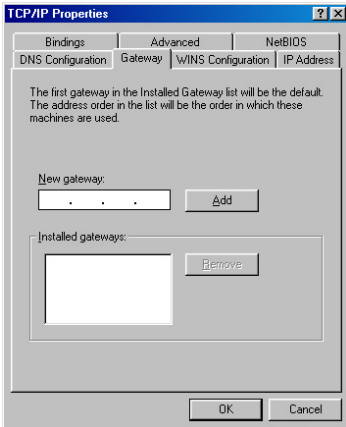 TCP/IP Properties
Bindings Advanced NetBIOS
DNS Configuration Gateway WINS Configuration IP Address
The first gateway in the Installed Gateway list will be the default.
The address order in the list will be the order in which these
machines are used.
New gateway:
. . . Add
Installed gateways:
Remove
OK Cancel